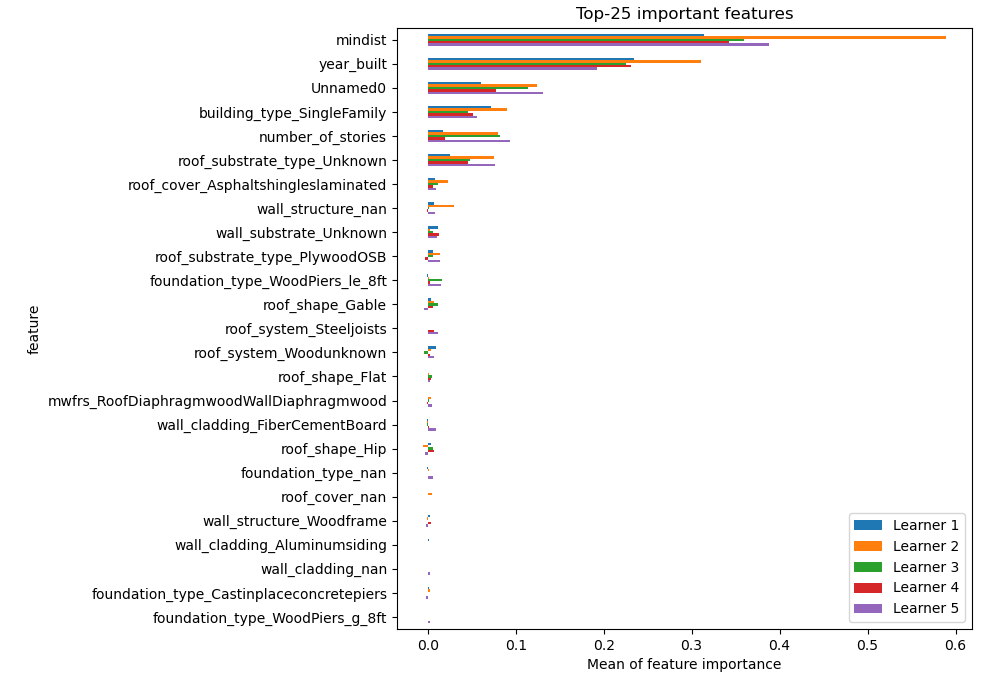 Top-25 important features
mindist
year_built
Unnamed0
building_type_SingleFamily
number_of_stories
roof_substrate_type_Unknown
roof_cover_Asphaltshingleslaminated
wall_structure_nan
wall_substrate_Unknown
roof_substrate_type_PlywoodOSB
foundation_type_WoodPiers_le_8ft
roof_shape_Gable
roof_system_Steeljoists
roof_system_Woodunknown
roof_shape_Flat
mwfrs_RoofDiaphragmwoodWallDiaphragmwood
wall_cladding_FiberCementBoard
roof_shape_Hip
foundation_type_nan
roof_cover_nan
wall_structure_Woodframe
wall_cladding_Aluminumsiding
wall_cladding_nan
foundation_type_Castinplaceconcretepiers
foundation_type_WoodPiers_g_8ft
feature
Learner 1
Learner 2
Learner 3
Learner 4
Learner 5
0.0 0.1 0.2 0.3 0.4 0.5 0.6
Mean of feature importance